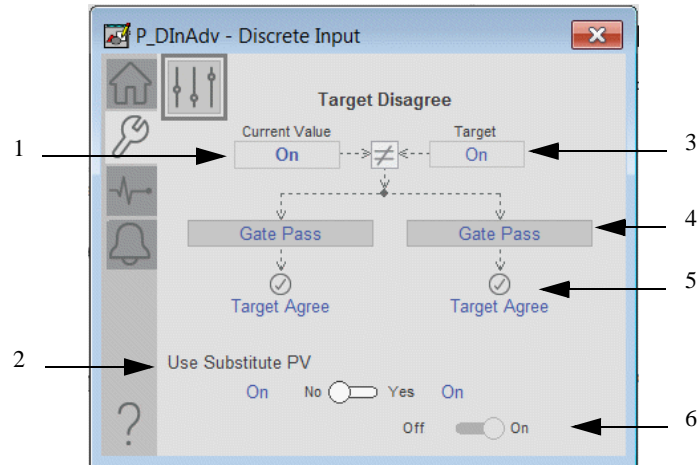 P_DInAdv - Discrete Input
Target Disagree
Current Value Target
1 On ≠ On 3
Gate Pass Gate Pass 4
Target Agree Target Agree 5
2 Use Substitute PV
On No Yes On
? Off On 6